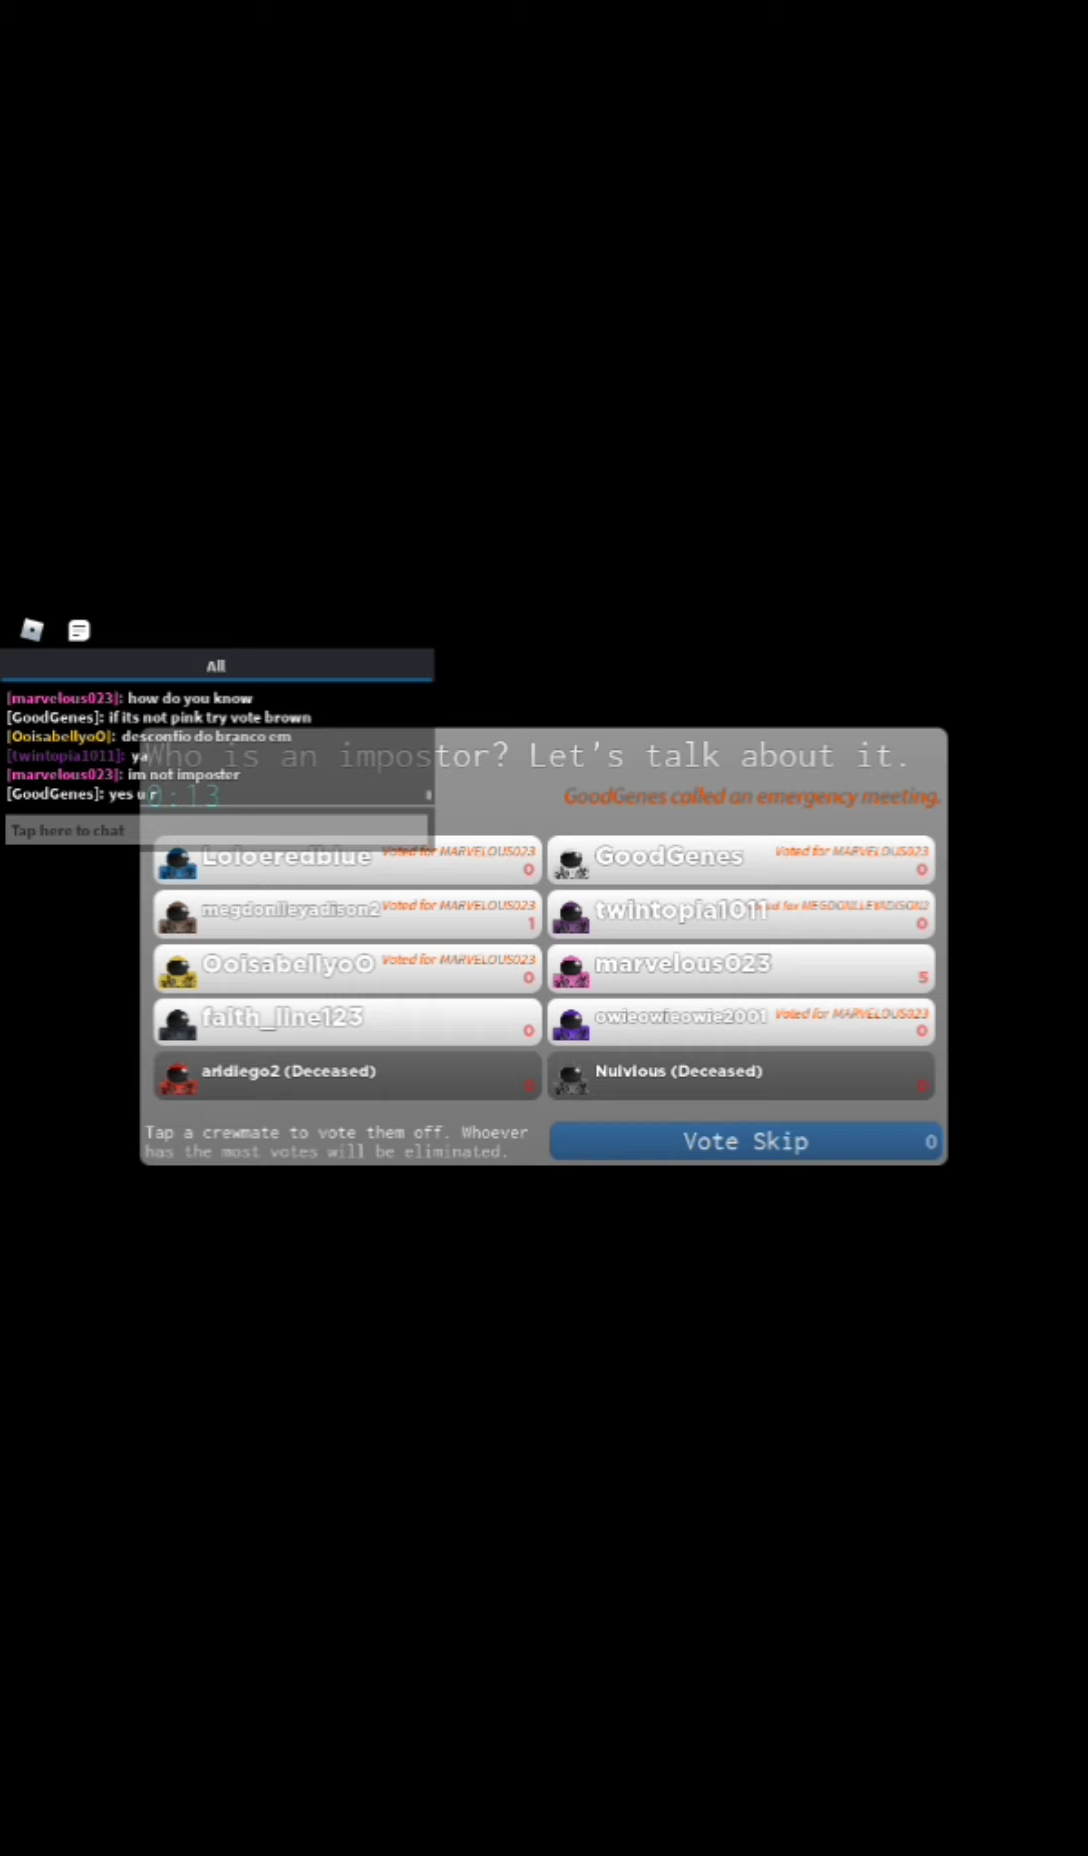 All
[marvelous023]: how do you know
[GoodGenes]: if its not pink try vote brown
[OoisabellyoO]: desconfio do branco em
[twintopia1011]: ya
[marvelous023]: im not imposter
[GoodGenes]: yes u r
Tap here to chat
Who is an impostor? Let's talk about it.
0:13
GoodGenes called an emergency meeting.
Loloeredblue Voted for MARVELOUS023
0
GoodGenes Voted for MARVELOUS023
0
megdonlleyadison2 Voted for MARVELOUS023
1
twintopia1011 for MEGDONLLEYADISON2
0
OoisabellyoO Voted for MARVELOUS023
0
marvelous023
5
faith_line123
0
owieowieowie2001 Voted for MARVELOUS023
0
aridiego2 (Deceased)
Nuivious (Deceased)
Tap a crewmate to vote them off. Whoever
has the most votes will be eliminated.
Vote Skip 0